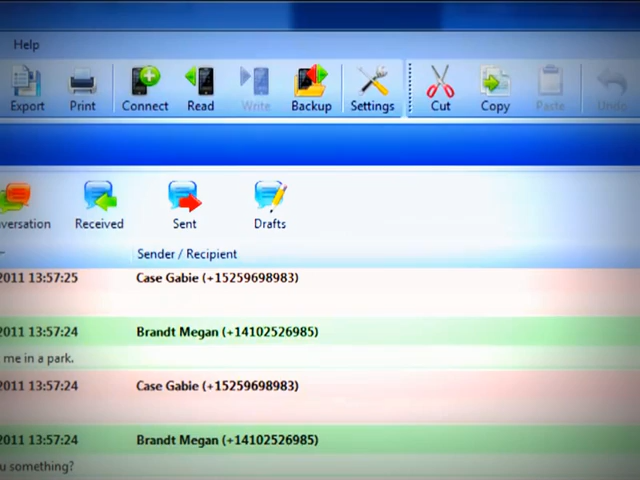 Help
Export Print Connect Read Write Backup Settings Cut Copy Paste Undo
versation Received Sent Drafts
Sender / Recipient
2011 13:57:25 Case Gabie (+15259698983)
2011 13:57:24 Brandt Megan (+14102526985)
me in a park.
2011 13:57:24 Case Gabie (+15259698983)
2011 13:57:24 Brandt Megan (+14102526985)
u something?